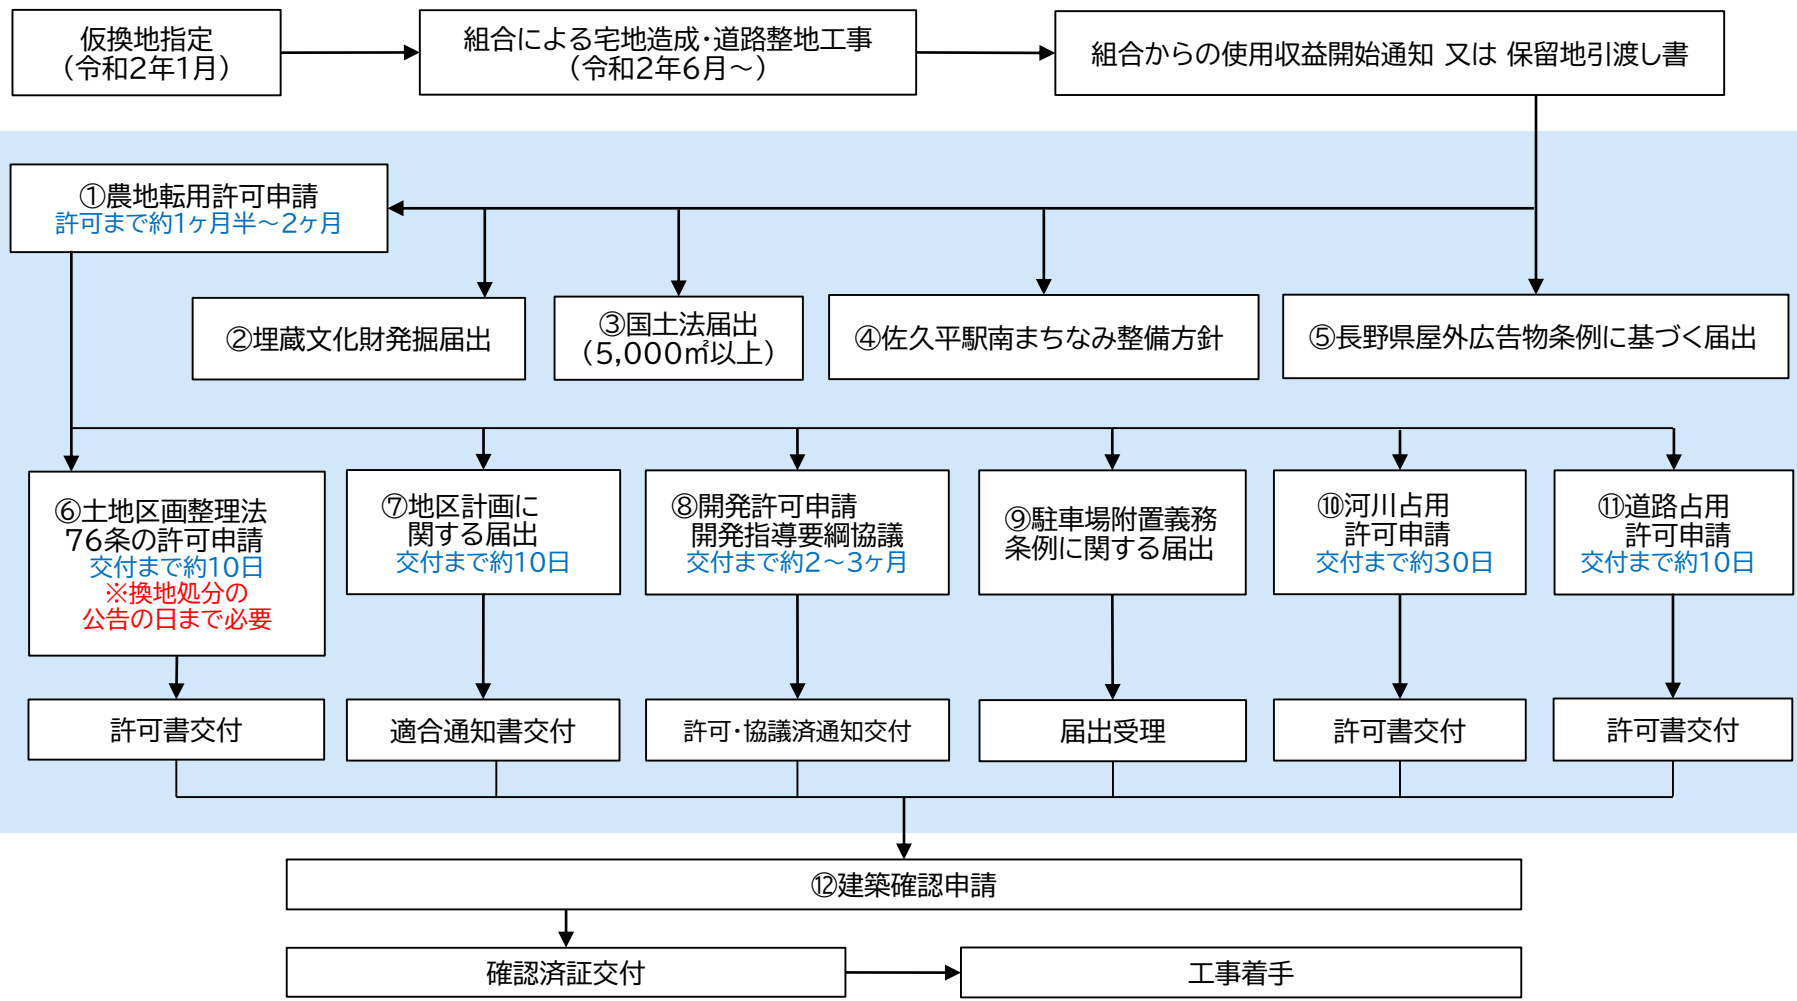 仮換地指定
（令和2年1月）
組合による宅地造成・道路整地工事
（令和2年6月～）
組合からの使用収益開始通知 又は 保留地引渡し書
①農地転用許可申請
許可まで約1ヶ月半～2ヶ月
②埋蔵文化財発掘届出
③国土法届出
（5,000㎡以上）
④佐久平駅南まちなみ整備方針
⑤長野県屋外広告物条例に基づく届出
⑥土地区画整理法
76条の許可申請
交付まで約10日
※換地処分の
公告の日まで必要
⑦地区計画に
関する届出
交付まで約10日
⑧開発許可申請
開発指導要綱協議
交付まで約2～3ヶ月
⑨駐車場附置義務
条例に関する届出
⑩河川占用
許可申請
交付まで約30日
⑪道路占用
許可申請
交付まで約10日
許可書交付
適合通知書交付
許可・協議済通知交付
届出受理
許可書交付
許可書交付
⑫建築確認申請
確認済証交付
工事着手